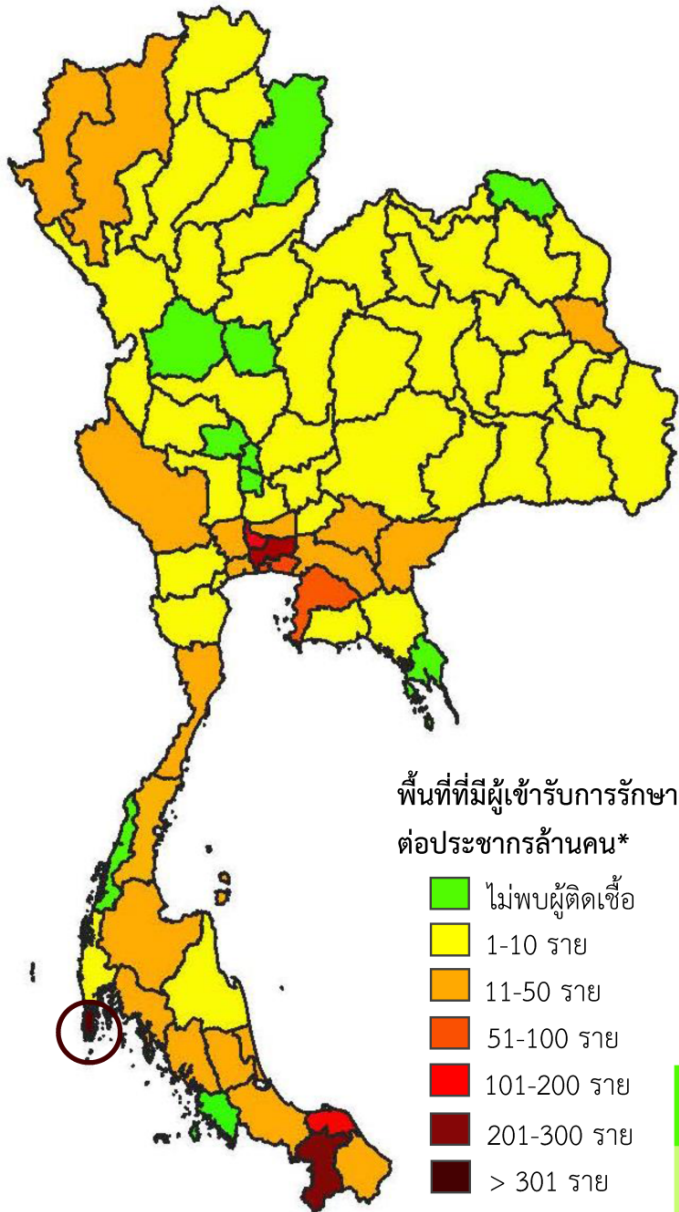 พื้นที่ที่มีผู้เข้ารับการรักษา
ต่อประชากรล้านคน*
ไม่พบผู้ติดเชื้อ
1-10 ราย
11-50 ราย
51-100 ราย
101-200 ราย
201-300 ราย
> 301 ราย